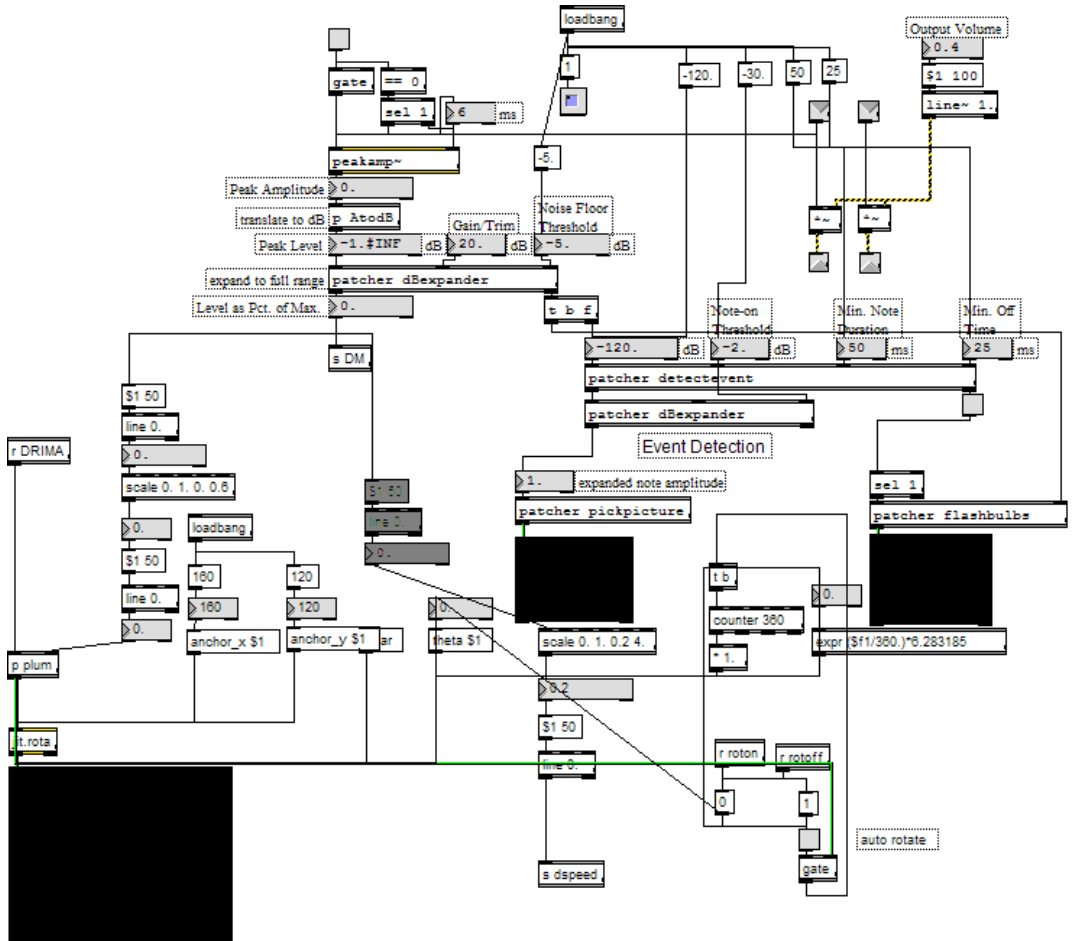 loadbang
Output Volume
0.4
1
-120.
-30.
50
25
$1 100
gate
== 0
line~ 1.
sel 1
6
ms
-5.
peakamp~
Peak Amplitude
0.
translate to dB
p AtodB
Gain/Trim
Noise Floor
Threshold
*~
*~
Peak Level
-1.#INF
dB
20.
dB
-5.
dB
expand to full range
patcher dBexpander
Level as Pct. of Max.
0.
t b f
Note-on
Threshold
Min. Note
Duration
Min. Off
Time
s DM
-120.
dB
-2.
dB
50
ms
25
ms
patcher detectevent
$1 50
patcher dBexpander
line 0.
r DRIMA
0.
Event Detection
scale 0. 1. 0. 0.6
$1 50
1.
expanded note amplitude
sel 1
line 0.
patcher pickpicture
patcher flashbulbs
0.
loadbang
0.
$1 50
160
120
t b
line 0.
160
120
0.
0.
0.
anchor_x $1
anchor_y $1
ar
theta $1
scale 0. 1. 0.2 4.
counter 360
expr ($f1/360.)*6.283185
p plum
* 1.
0.2
$1 50
jit.rota
line 0.
r roton
r rotoff
0
1
auto rotate
s dspeed
gate